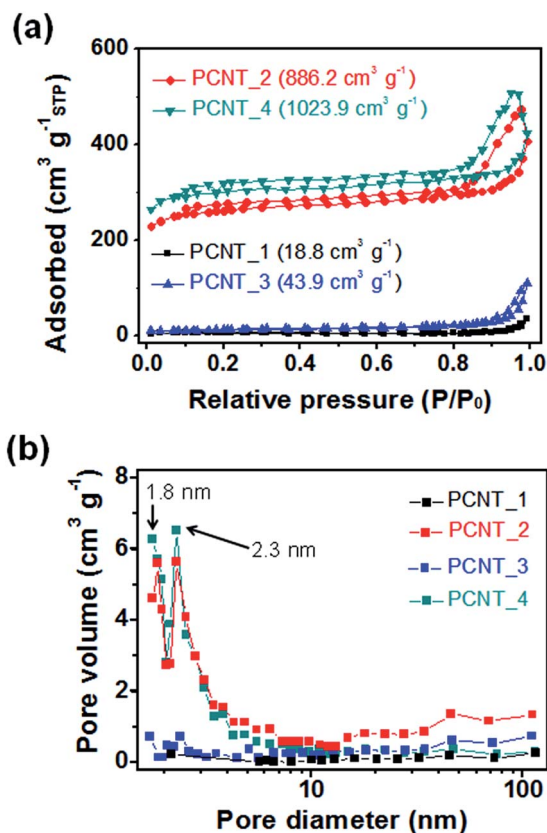 (a)
600
400
200
0
Adsorbed (cm³ g⁻¹ STP)
PCNT_2 (886.2 cm³ g⁻¹)
PCNT_4 (1023.9 cm³ g⁻¹)
PCNT_1 (18.8 cm³ g⁻¹)
PCNT_3 (43.9 cm³ g⁻¹)
0.0 0.2 0.4 0.6 0.8 1.0
Relative pressure (P/P₀)
(b)
8
6
4
2
0
Pore volume (cm³ g⁻¹)
1.8 nm
2.3 nm
PCNT_1
PCNT_2
PCNT_3
PCNT_4
10 100
Pore diameter (nm)